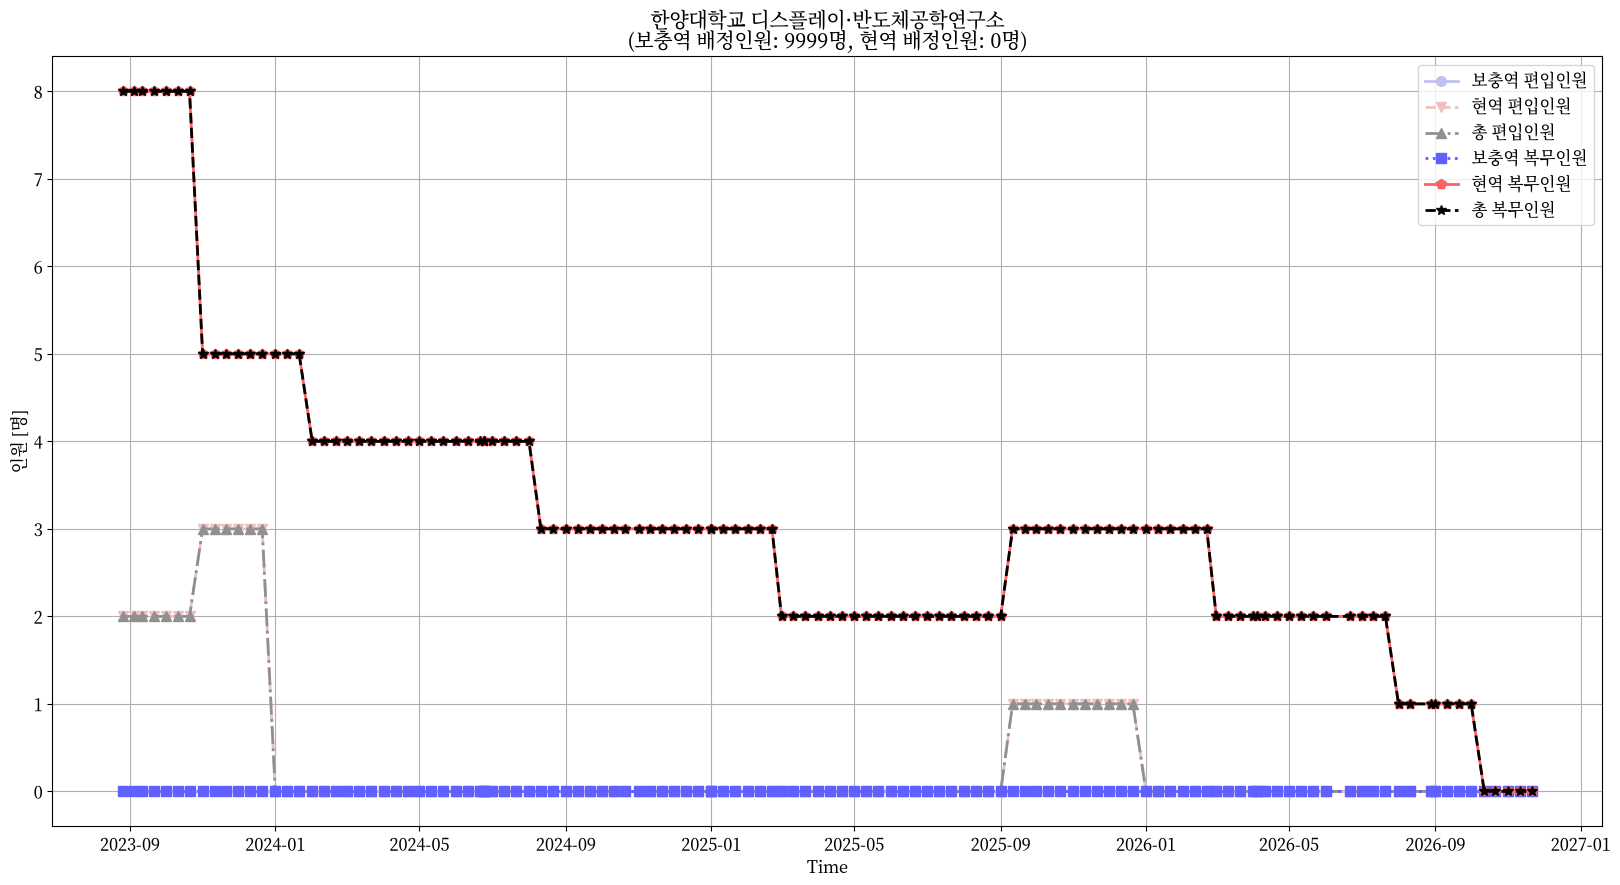 한양대학교 디스플레이·반도체공학연구소
(보충역 배정인원: 9999명, 현역 배정인원: 0명)
보충역 편입인원
현역 편입인원
총 편입인원
보충역 복무인원
현역 복무인원
총 복무인원
인원 [명]
8
7
6
5
4
3
2
1
0
2023-09 2024-01 2024-05 2024-09 2025-01 2025-05 2025-09 2026-01 2026-05 2026-09 2027-01
Time